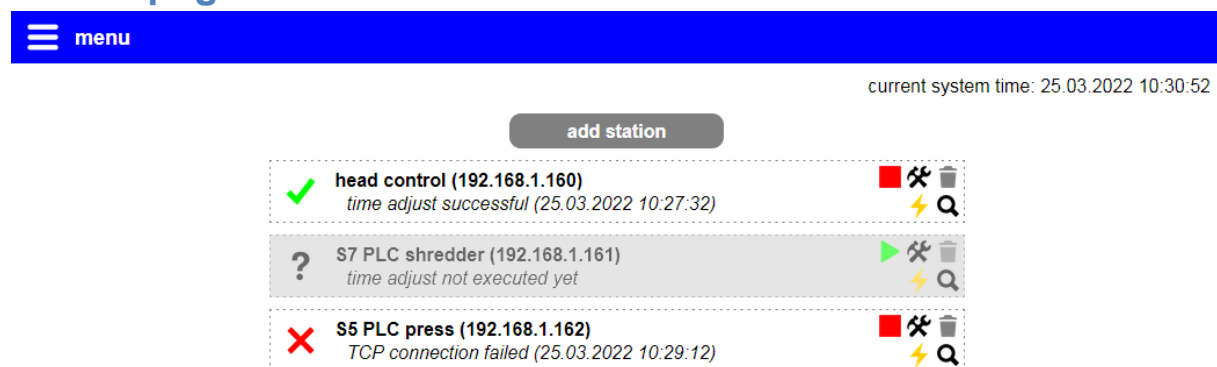 menu
current system time: 25.03.2022 10:30:52
add station
head control (192.168.1.160)
time adjust successful (25.03.2022 10:27:32)
S7 PLC shredder (192.168.1.161)
? time adjust not executed yet
S5 PLC press (192.168.1.162)
TCP connection failed (25.03.2022 10:29:12)